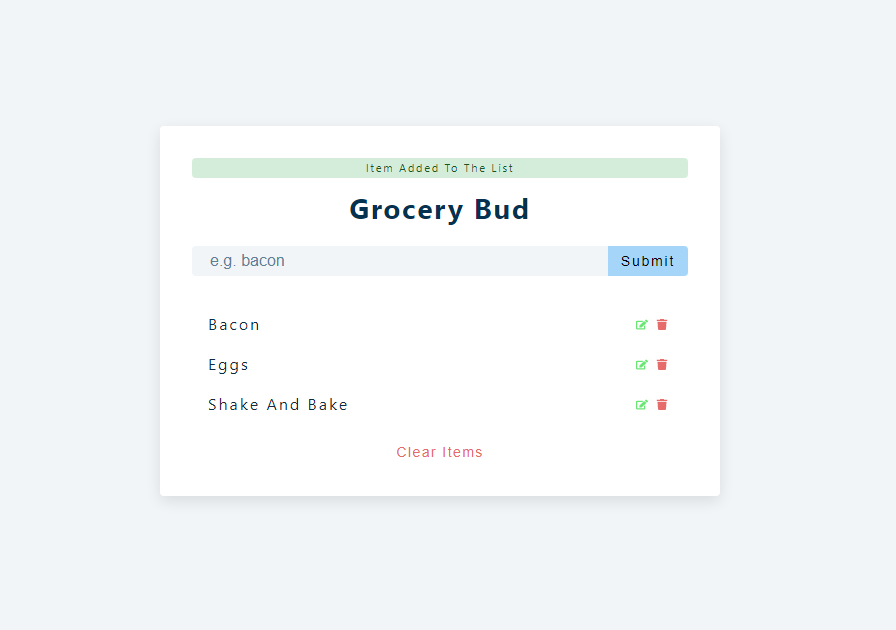 Item Added To The List
Grocery Bud
e.g. bacon Submit
Bacon
Eggs
Shake And Bake
Clear Items